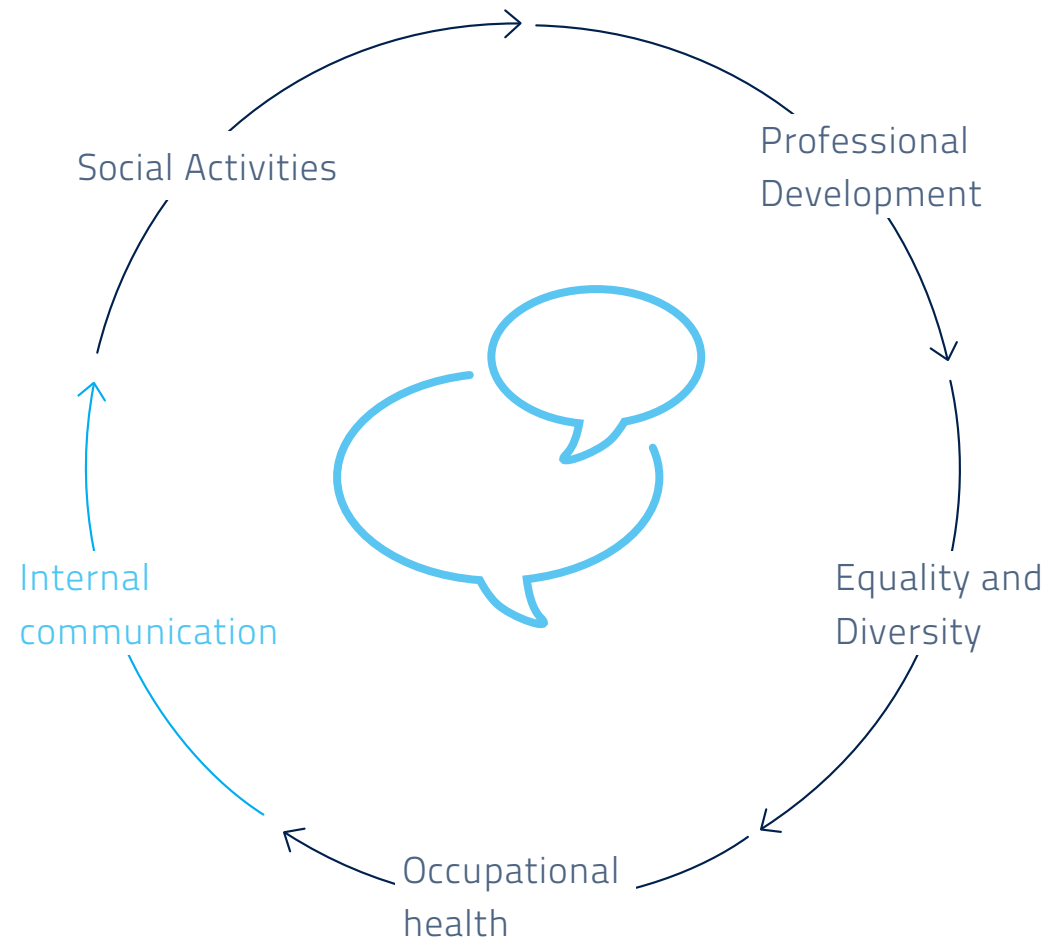 Social Activities
Professional
Development
Internal
communication
Equality and
Diversity
Occupational
health